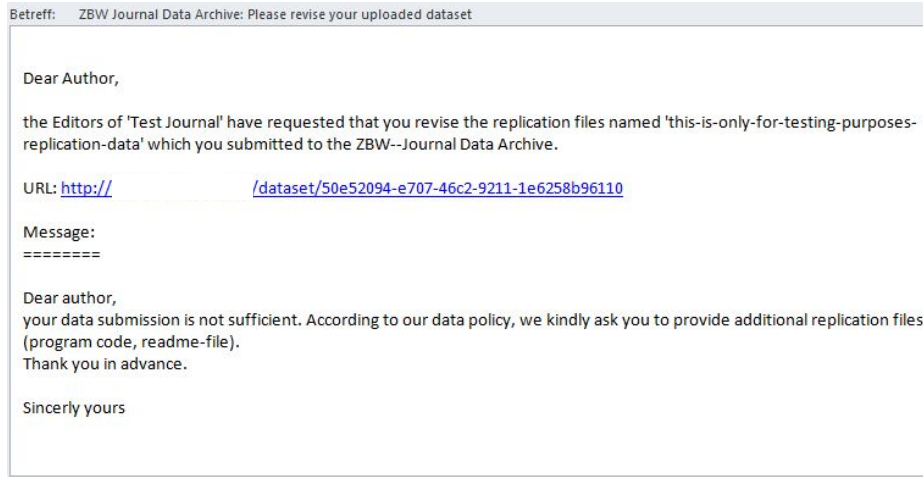 Betreff: ZBW Journal Data Archive: Please revise your uploaded dataset
Dear Author,
the Editors of 'Test Journal' have requested that you revise the replication files named 'this-is-only-for-testing-purposes-
replication-data' which you submitted to the ZBW--Journal Data Archive.
URL: http:// /dataset/50e52094-e707-46c2-9211-1e6258b96110
Message:
========
Dear author,
your data submission is not sufficient. According to our data policy, we kindly ask you to provide additional replication files
(program code, readme-file).
Thank you in advance.
Sincerly yours